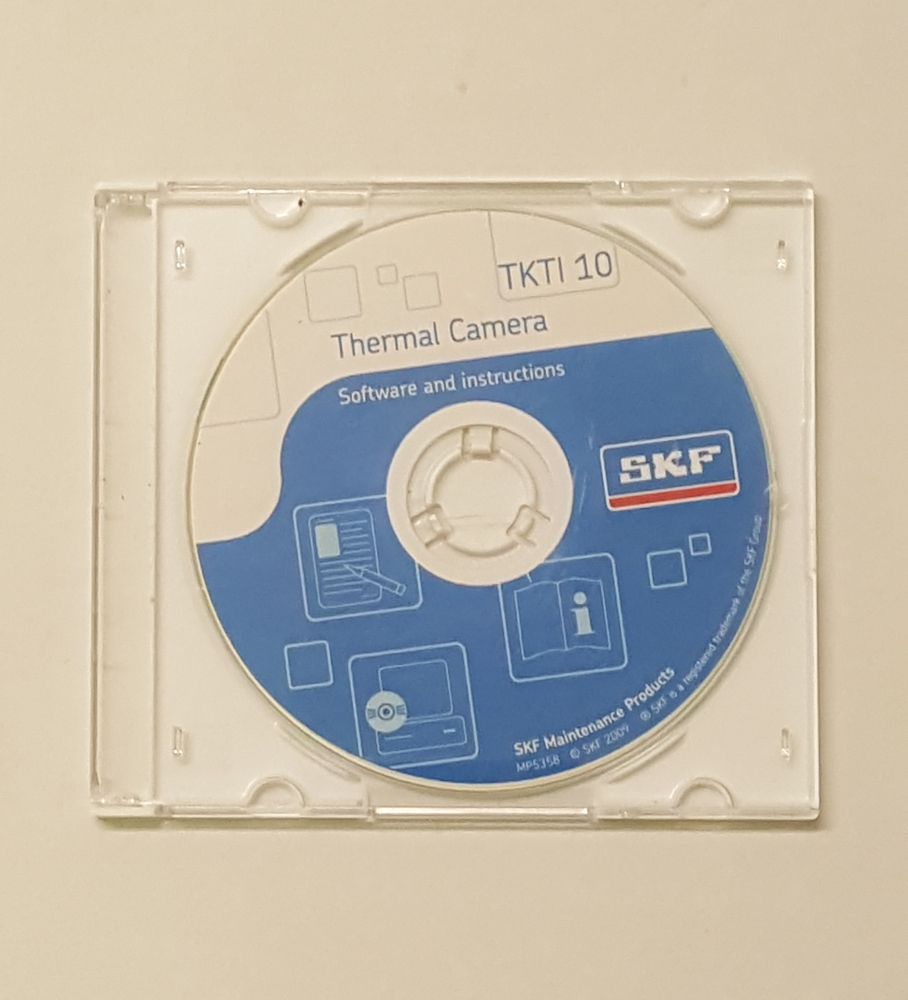 TKTI 10
Thermal Camera
Software and instructions
SKF
i
SKF Maintenance Products
MP5358 © SKF 2009 ® SKF is a registered trademark of the SKF Group